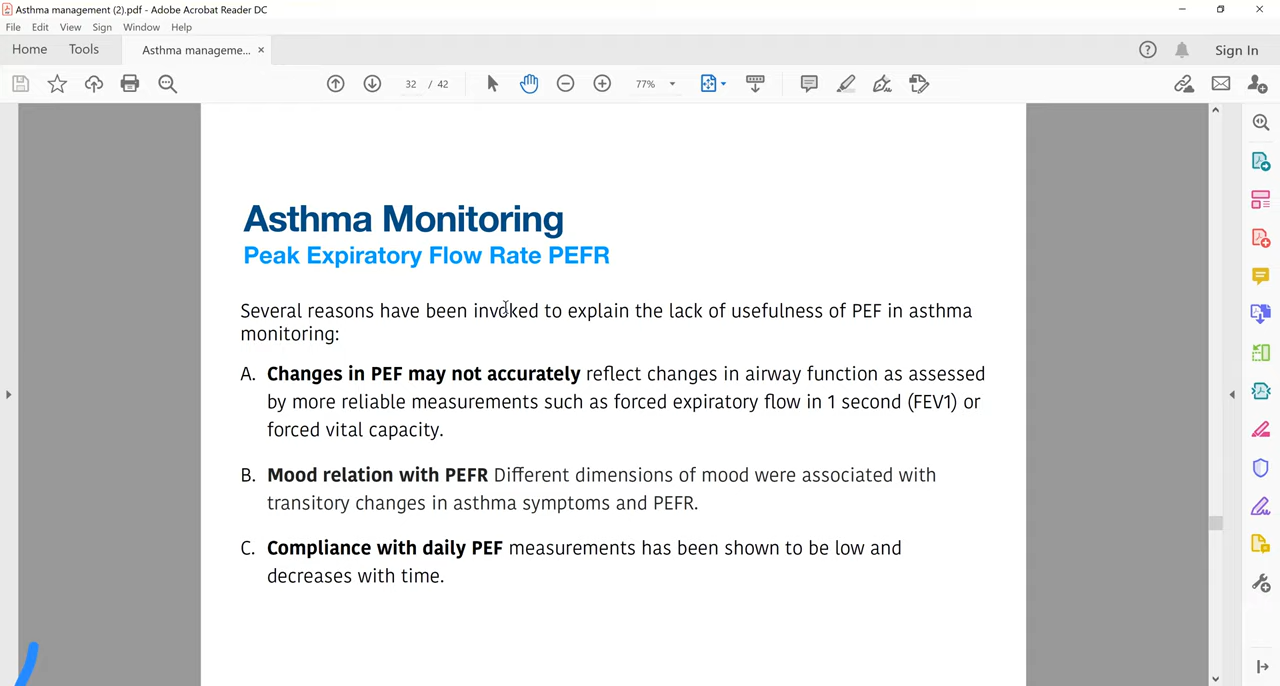 Asthma management (2).pdf - Adobe Acrobat Reader DC
File Edit View Sign Window Help
Home Tools Asthma manageme... × Sign In
32 / 42 77%
Asthma Monitoring
Peak Expiratory Flow Rate PEFR
Several reasons have been invoked to explain the lack of usefulness of PEF in asthma
monitoring:
A. Changes in PEF may not accurately reflect changes in airway function as assessed
by more reliable measurements such as forced expiratory flow in 1 second (FEV1) or
forced vital capacity.
B. Mood relation with PEFR Different dimensions of mood were associated with
transitory changes in asthma symptoms and PEFR.
C. Compliance with daily PEF measurements has been shown to be low and
decreases with time.